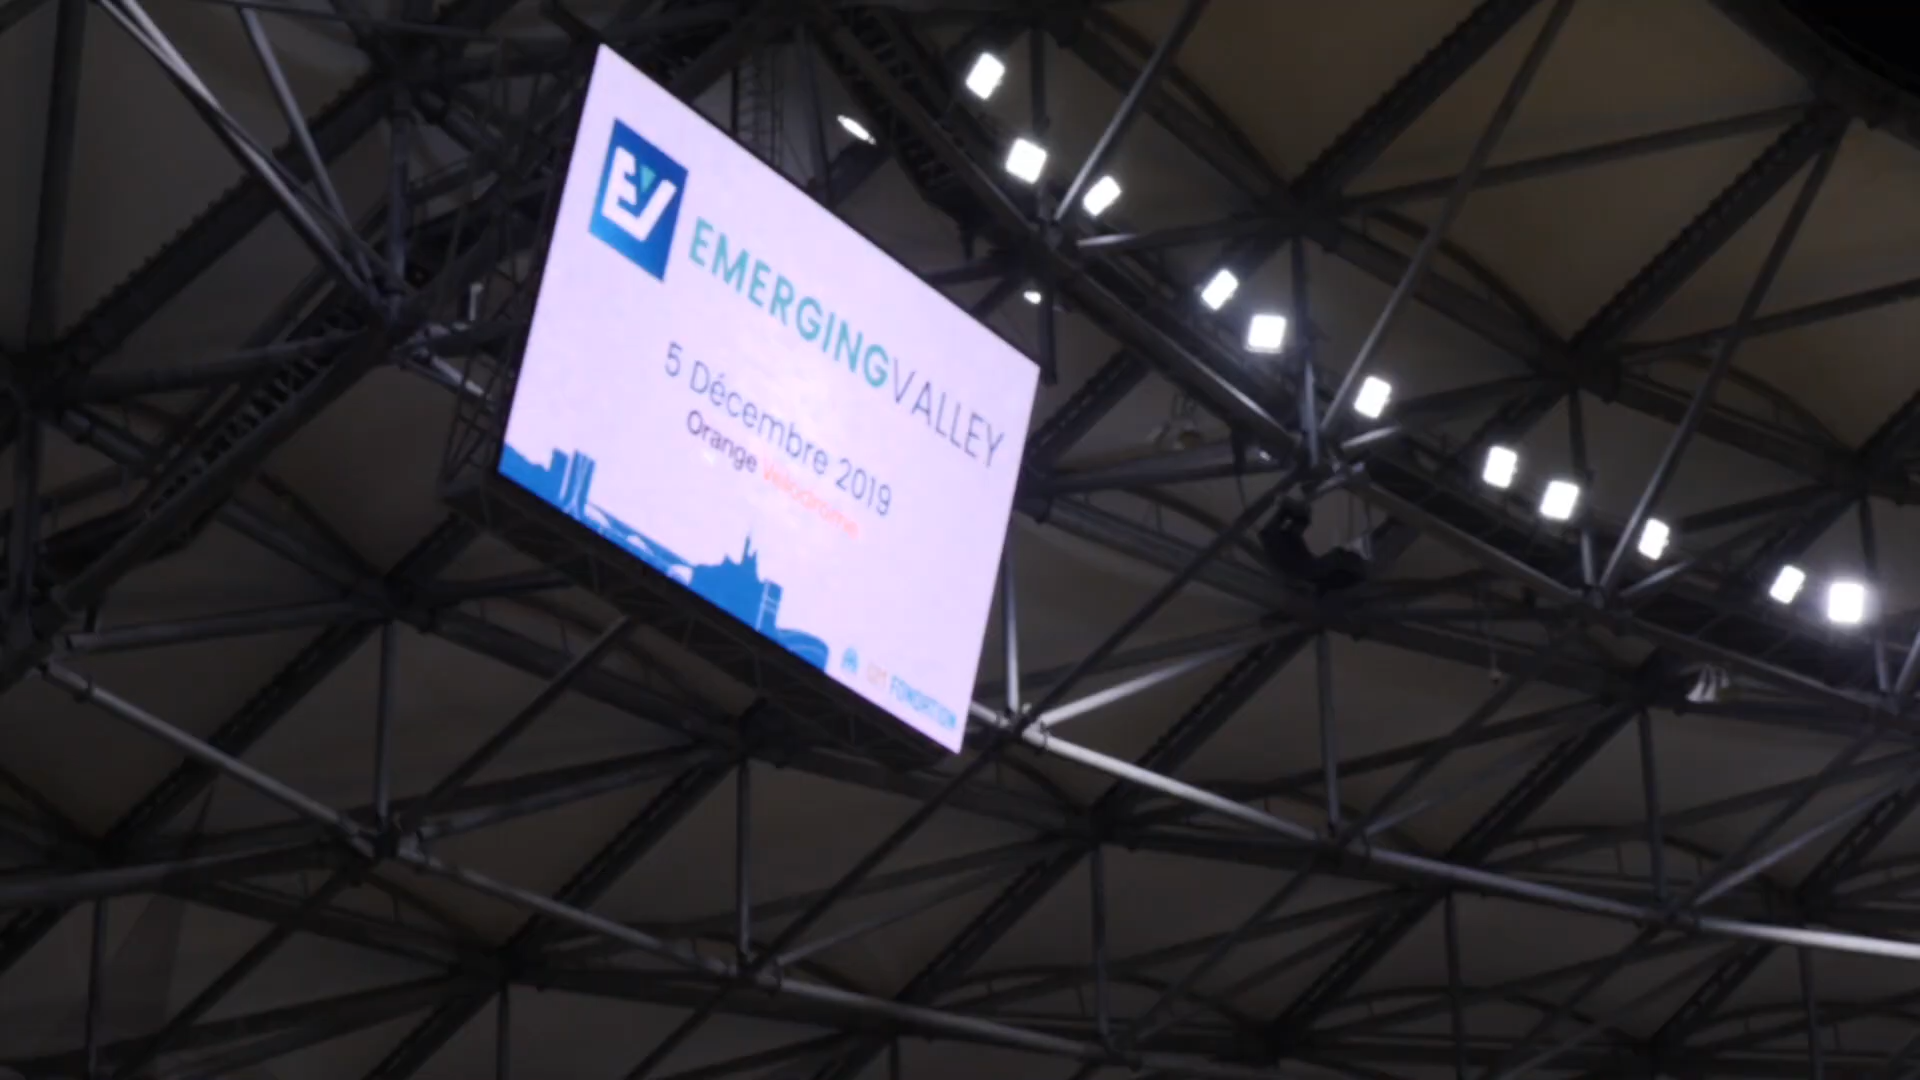 EV
EMERGINGVALLEY
5 Décembre 2019
Orange Vélodrome
FONDATION